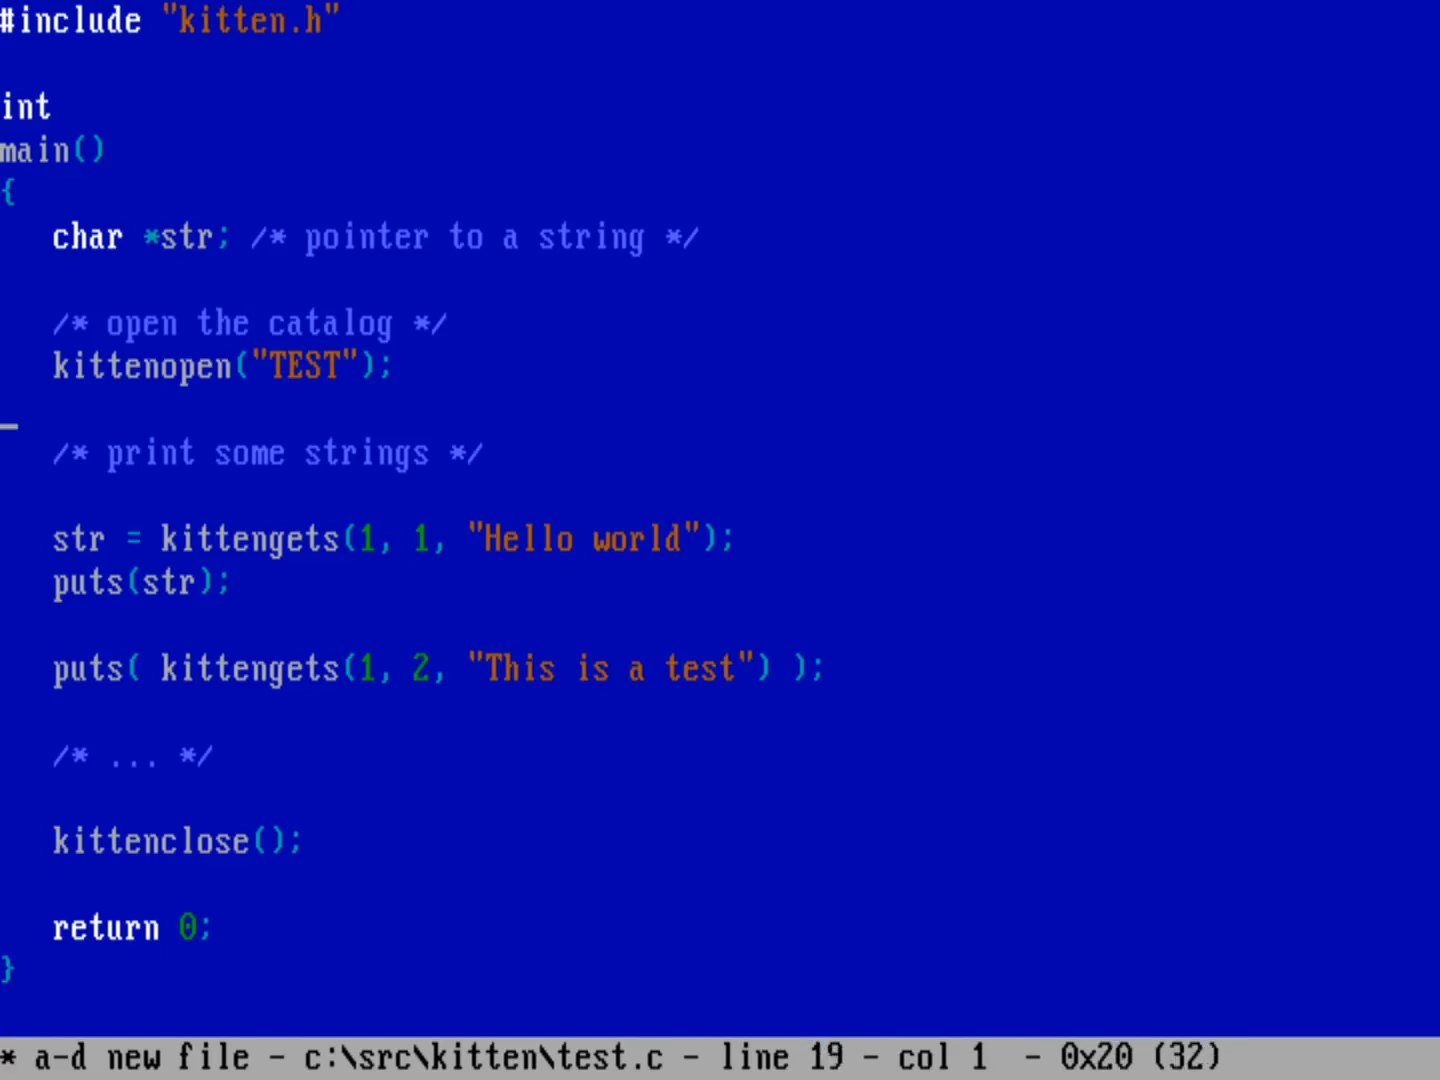 #include "kitten.h"
int
main()
{
char *str; /* pointer to a string */
/* open the catalog */
kittenopen("TEST");
/* print some strings */
str = kittengets(1, 1, "Hello world");
puts(str);
puts( kittengets(1, 2, "This is a test") );
/* ... */
kittenclose();
return 0;
}
* a-d new file - c:\src\kitten\test.c - line 19 - col 1 - 0x20 (32)